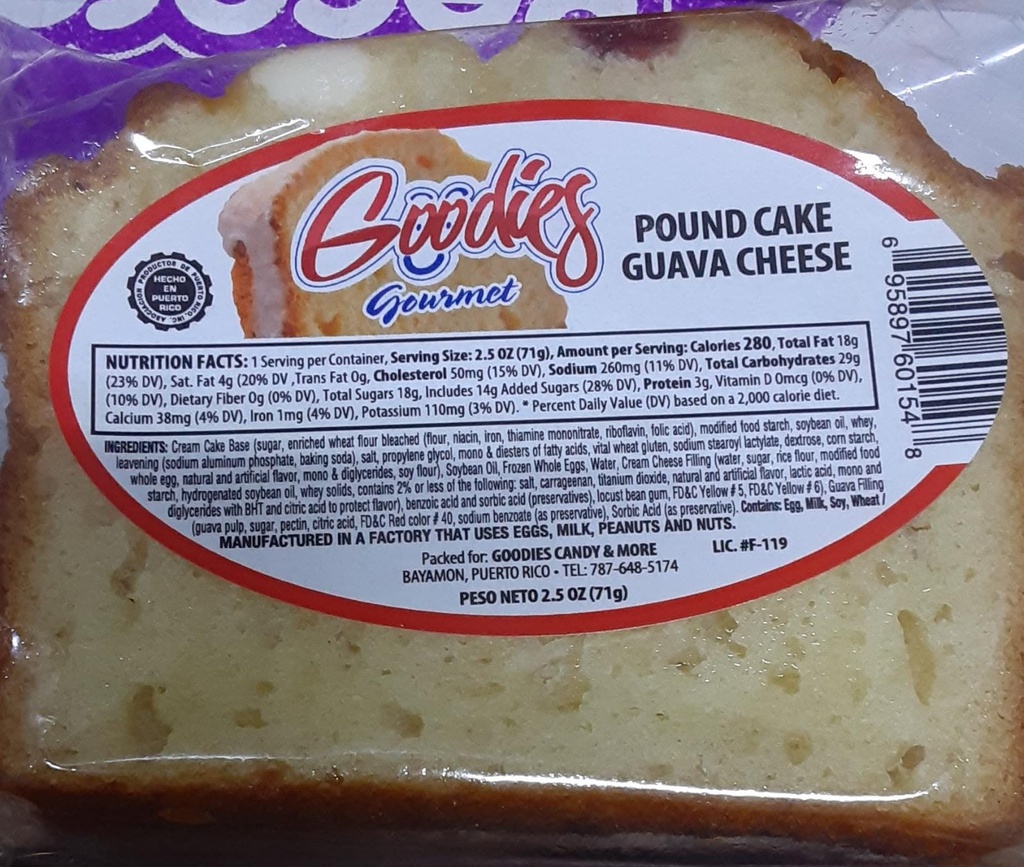 Goodies
Gourmet
POUND CAKE
GUAVA CHEESE
ASOCIACION PRODUCTOS DE PUERTO RICO, INC.
HECHO
EN
PUERTO
RICO
NUTRITION FACTS: 1 Serving per Container, Serving Size: 2.5 OZ (71g), Amount per Serving: Calories 280, Total Fat 18g
(23% DV), Sat. Fat 4g (20% DV ,Trans Fat 0g, Cholesterol 50mg (15% DV), Sodium 260mg (11% DV), Total Carbohydrates 29g
(10% DV), Dietary Fiber 0g (0% DV), Total Sugars 18g, Includes 14g Added Sugars (28% DV), Protein 3g, Vitamin D 0mcg (0% DV),
Calcium 38mg (4% DV), Iron 1mg (4% DV), Potassium 110mg (3% DV). * Percent Daily Value (DV) based on a 2,000 calorie diet.
INGREDIENTS: Cream Cake Base (sugar, enriched wheat flour bleached (flour, niacin, iron, thiamine mononitrate, riboflavin, folic acid), modified food starch, soybean oil, whey,
leavening (sodium aluminum phosphate, baking soda), salt, propylene glycol, mono & diesters of fatty acids, vital wheat gluten, sodium stearoyl lactylate, dextrose, corn starch,
whole egg, natural and artificial flavor, mono & diglycerides, soy flour), Soybean Oil, Frozen Whole Eggs, Water, Cream Cheese Filling (water, sugar, rice flour, modified food
starch, hydrogenated soybean oil, whey solids, contains 2% or less of the following: salt, carrageenan, titanium dioxide, natural and artificial flavor, lactic acid, mono and
diglycerides with BHT and citric acid to protect flavor), benzoic acid and sorbic acid (preservatives), locust bean gum, FD&C Yellow # 5, FD&C Yellow # 6), Guava Filling
(guava pulp, sugar, pectin, citric acid, FD&C Red color # 40, sodium benzoate (as preservative), Sorbic Acid (as preservative). Contains: Egg, Milk, Soy, Wheat /
MANUFACTURED IN A FACTORY THAT USES EGGS, MILK, PEANUTS AND NUTS.
Packed for: GOODIES CANDY & MORE
LIC. #F-119
BAYAMON, PUERTO RICO • TEL: 787-648-5174
PESO NETO 2.5 OZ (71g)
6 95897 60154 8